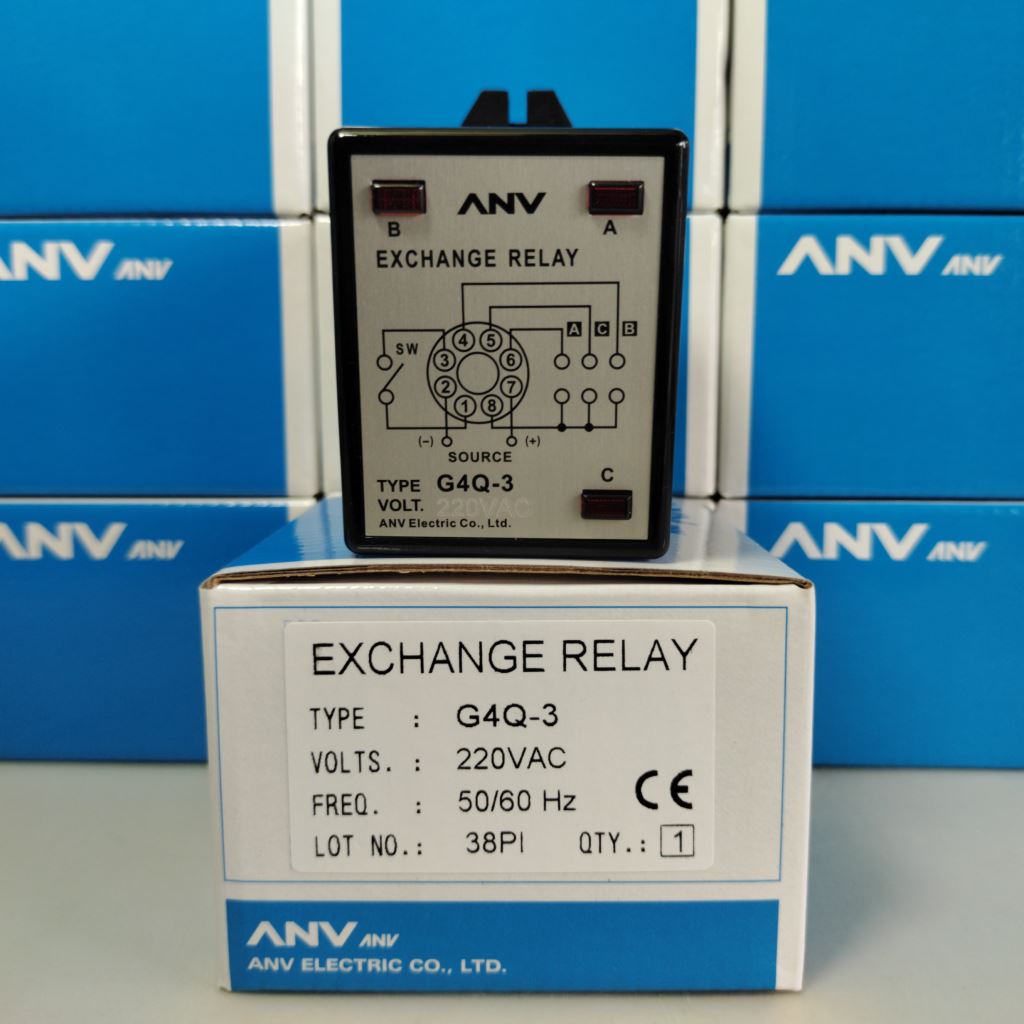 ANV
B
A
EXCHANGE RELAY
A C B
SW
4 5
3 6
2 7
1 8
(-) (+)
SOURCE
C
TYPE G4Q-3
VOLT. 220VAC
ANV Electric Co., Ltd.
EXCHANGE RELAY
TYPE : G4Q-3
VOLTS. : 220VAC
FREQ. : 50/60 Hz
CE
LOT NO.: 38PI QTY.: 1
ANV ANV
ANV ELECTRIC CO., LTD.
ANV ANV
ANV ANV
ANV ANV
ANV ANV